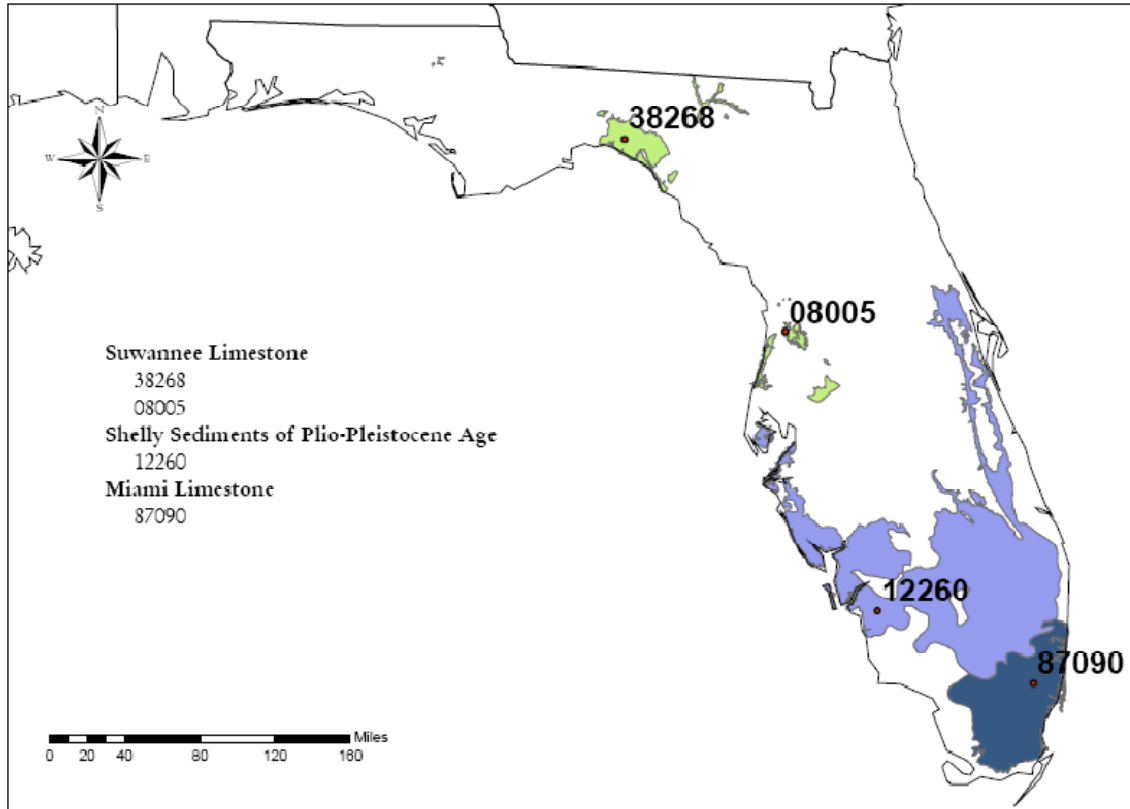 38268
N
W E
S
08005
Suwannee Limestone
38268
08005
Shelly Sediments of Plio-Pleistocene Age
12260
Miami Limestone
87090
12260
87090
Miles
0 20 40 80 120 160